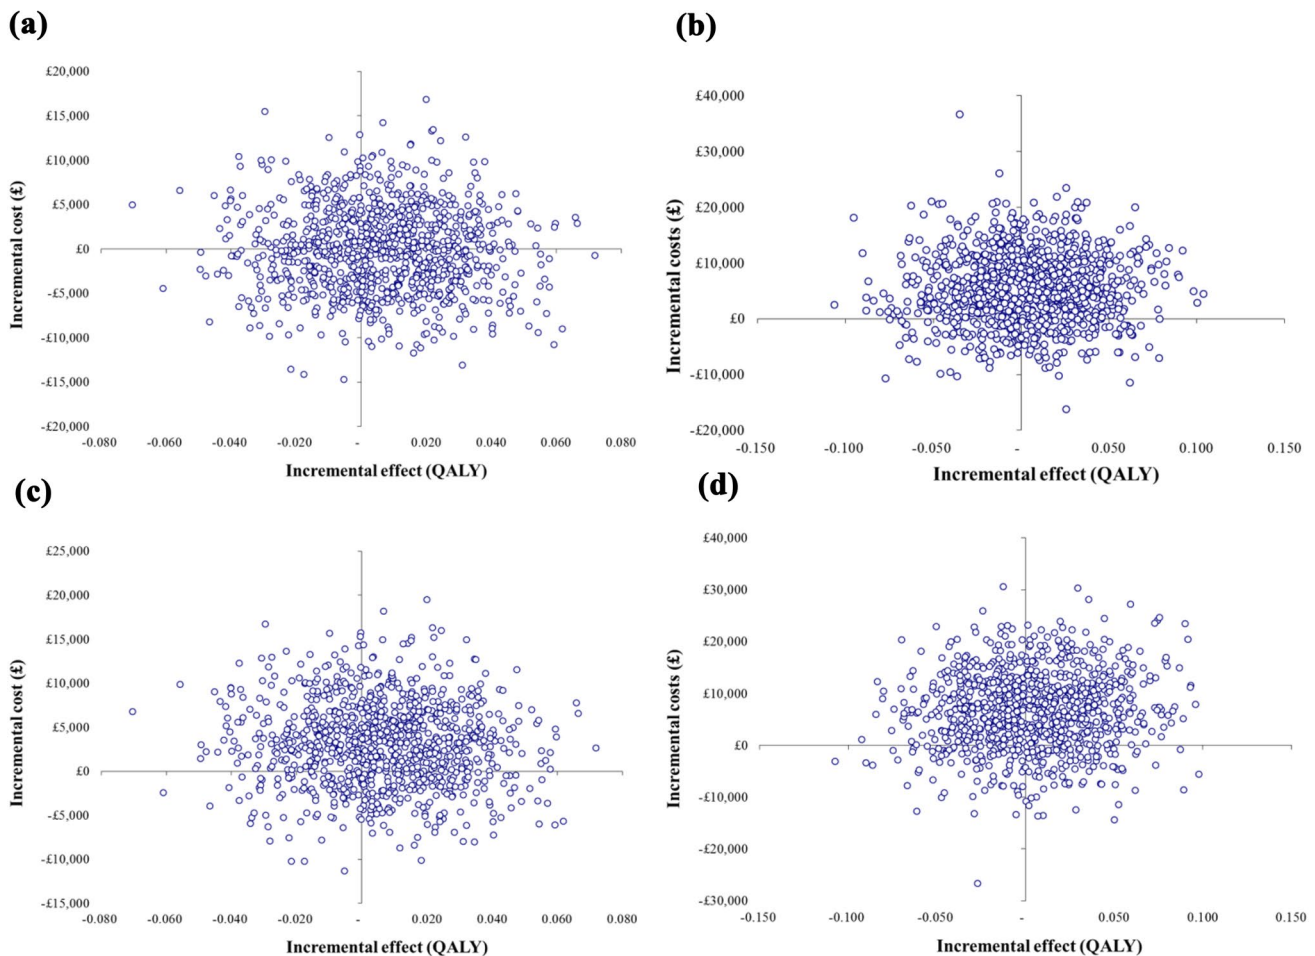 (a)
£20,000
£15,000
£10,000
£5,000
£0
-£5,000
-£10,000
-£15,000
-£20,000
-0.080 -0.060 -0.040 -0.020 - 0.020 0.040 0.060 0.080
Incremental cost (£)
Incremental effect (QALY)
(b)
£40,000
£30,000
£20,000
£10,000
£0
-£10,000
-£20,000
-0.150 -0.100 -0.050 - 0.050 0.100 0.150
Incremental costs (£)
Incremental effect (QALY)
(c)
£25,000
£20,000
£15,000
£10,000
£5,000
£0
-£5,000
-£10,000
-£15,000
-0.080 -0.060 -0.040 -0.020 - 0.020 0.040 0.060 0.080
Incremental cost (£)
Incremental effect (QALY)
(d)
£40,000
£30,000
£20,000
£10,000
£0
-£10,000
-£20,000
-£30,000
-0.150 -0.100 -0.050 - 0.050 0.100 0.150
Incremental costs (£)
Incremental effect (QALY)